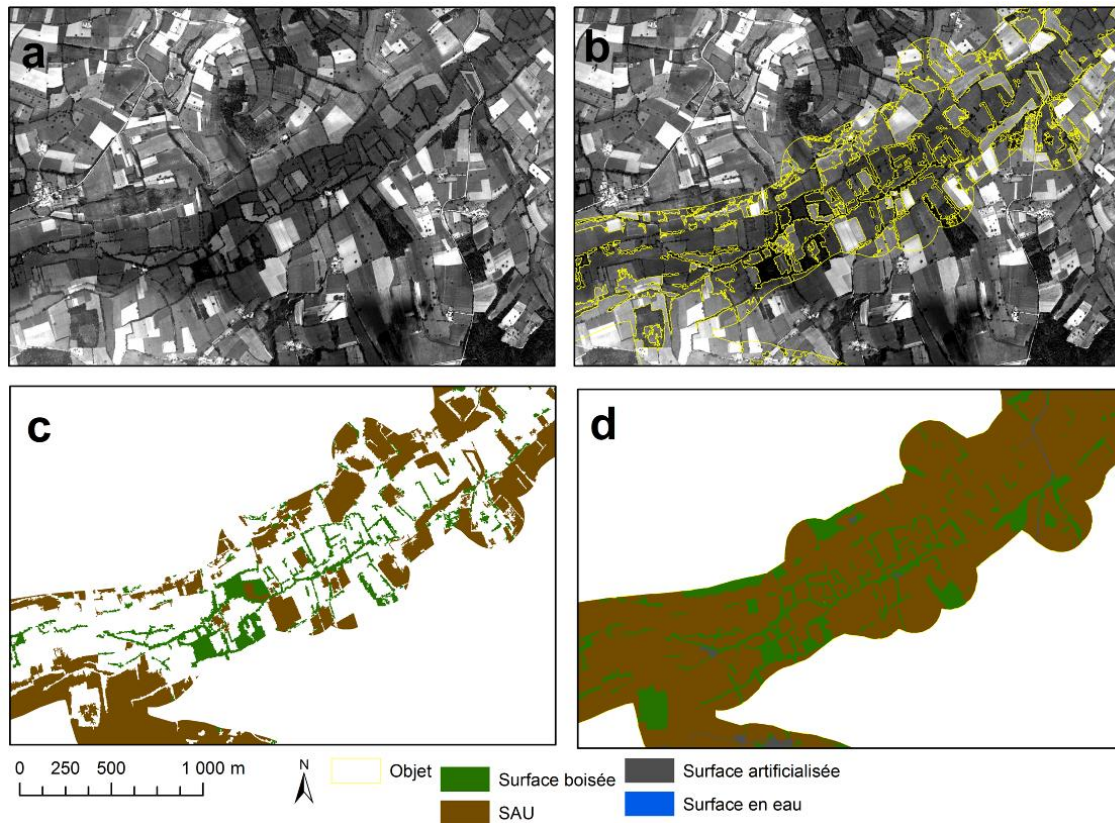 a
b
c
d
0 250 500 1 000 m
N
Objet
Surface boisée
SAU
Surface artificialisée
Surface en eau